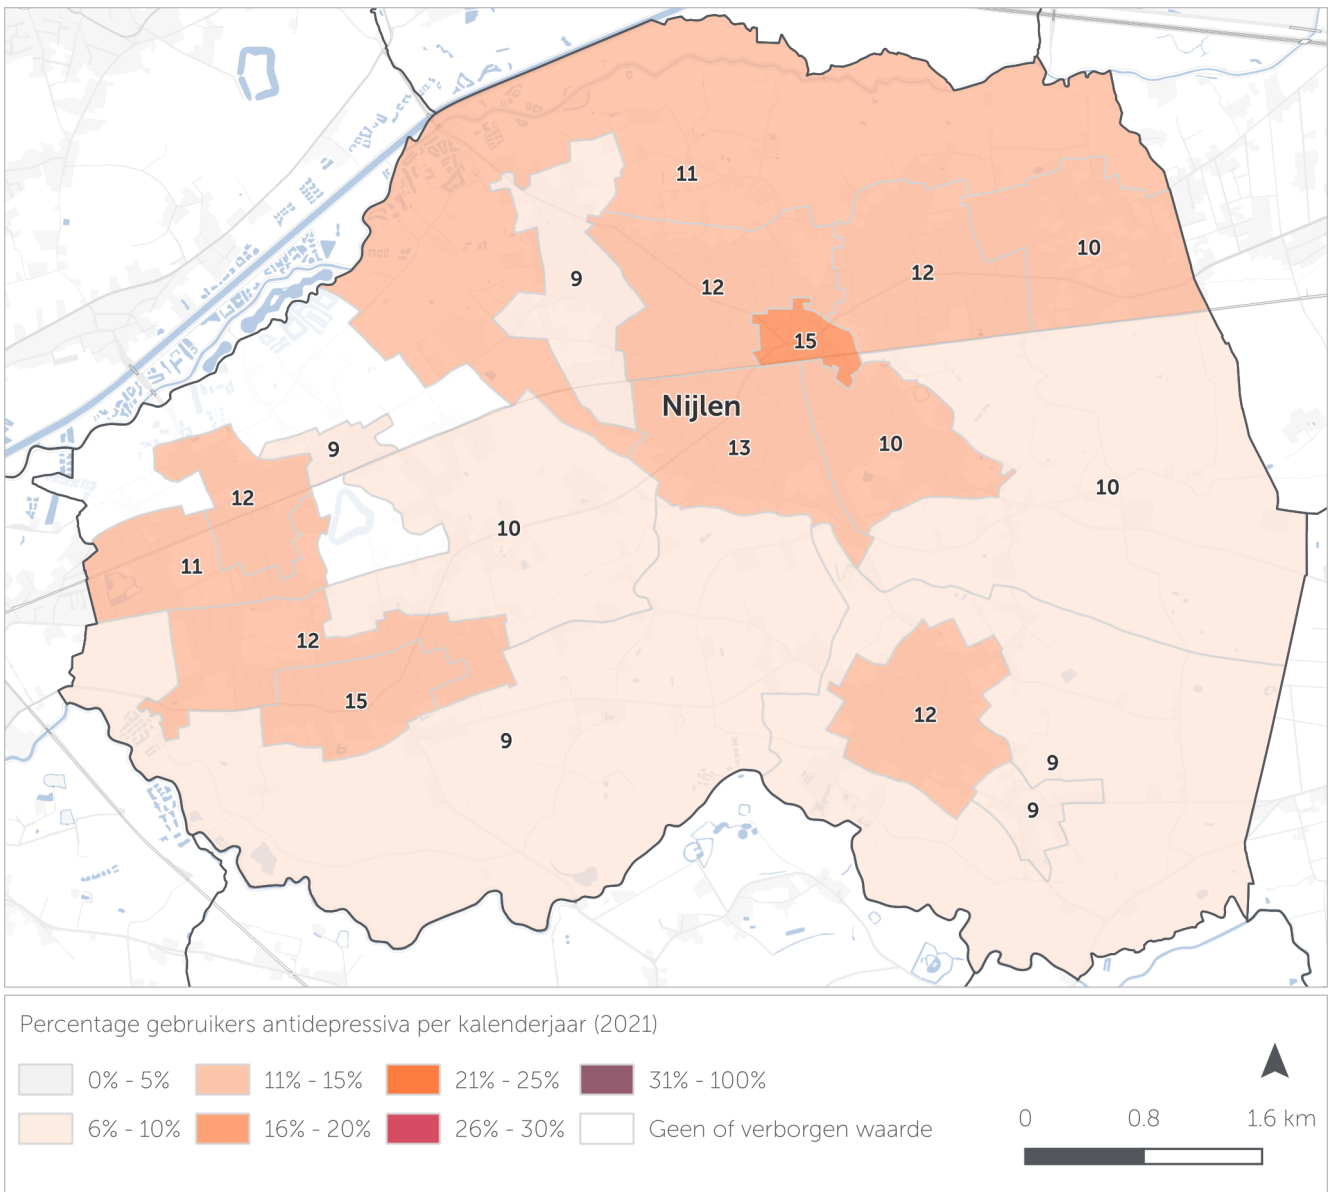 11
10
12
9
12
15
Nijlen
13
10
9
10
12
10
11
12
15
12
9
9
9
Percentage gebruikers antidepressiva per kalenderjaar (2021)
0% - 5%
11% - 15%
21% - 25%
31% - 100%
6% - 10%
16% - 20%
26% - 30%
Geen of verborgen waarde
0 0.8 1.6 km